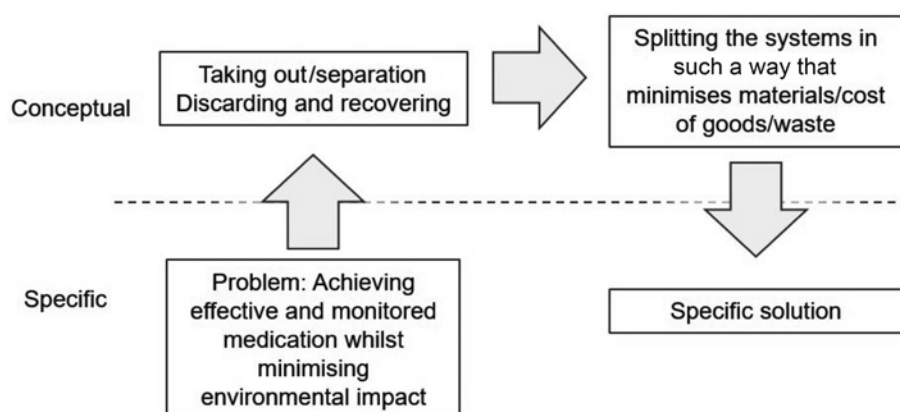 Conceptual
Taking out/separation
Discarding and recovering
Splitting the systems in
such a way that
minimises materials/cost
of goods/waste
Specific
Problem: Achieving
effective and monitored
medication whilst
minimising
environmental impact
Specific solution